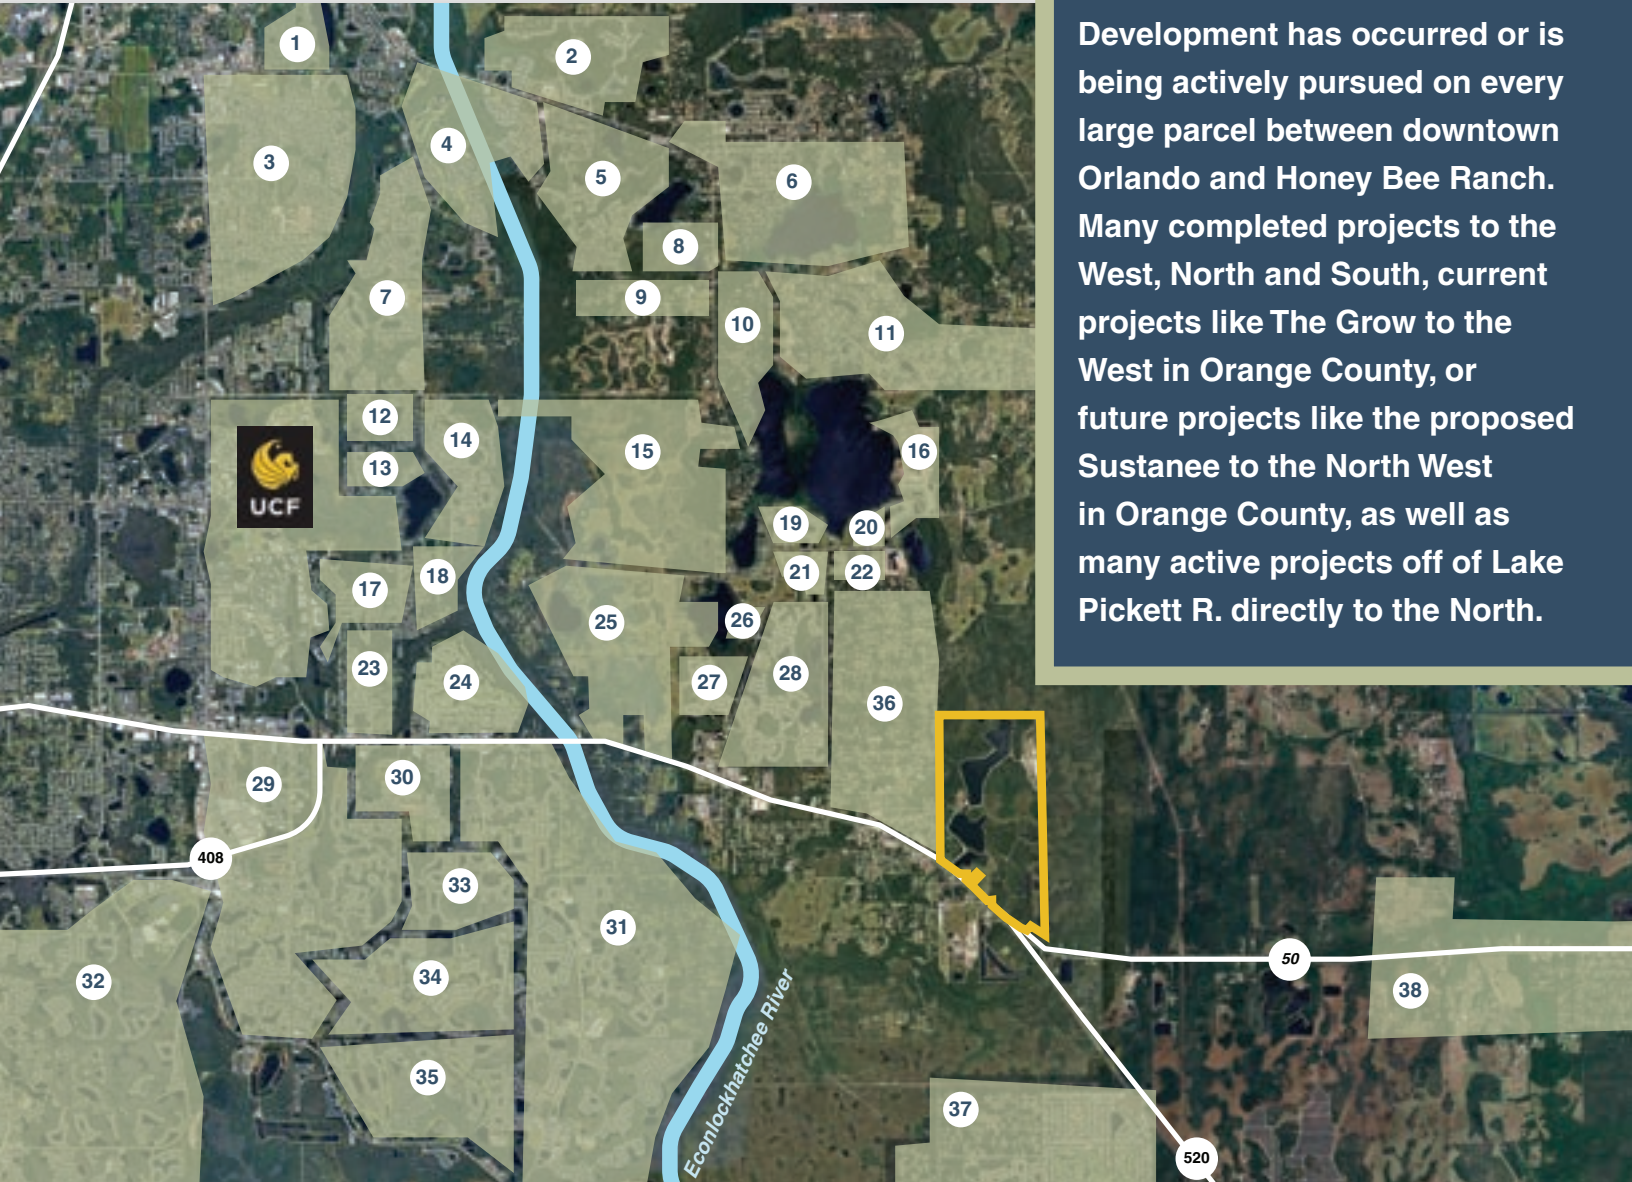 Development has occurred or is
being actively pursued on every
large parcel between downtown
Orlando and Honey Bee Ranch.
Many completed projects to the
West, North and South, current
projects like The Grow to the
West in Orange County, or
future projects like the proposed
Sustanee to the North West
in Orange County, as well as
many active projects off of Lake
Pickett R. directly to the North.
1
2
3
4
5
6
7
8
9
10
11
12
13
14
15
16
UCF
17
18
19
20
21
22
23
24
25
26
27
28
36
29
30
408
33
31
32
34
50
38
35
37
520
Econlockhatchee River